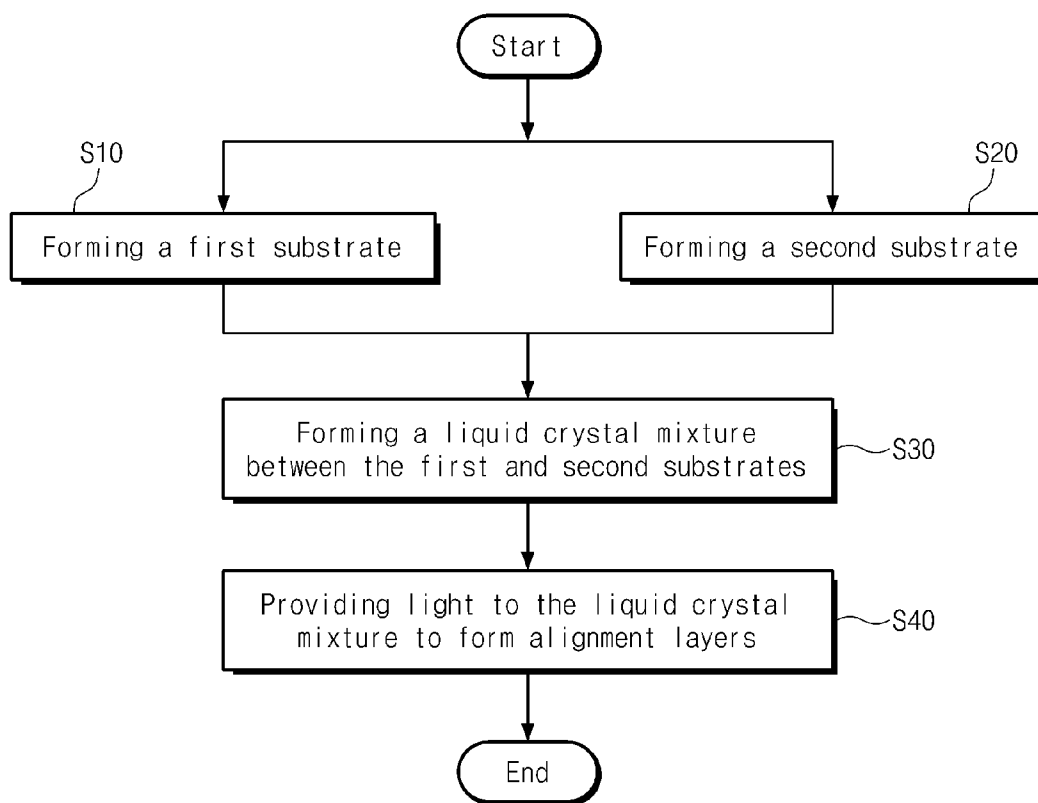 Start
S10
S20
Forming a first substrate
Forming a second substrate
Forming a liquid crystal mixture
between the first and second substrates
S30
Providing light to the liquid crystal
mixture to form alignment layers
S40
End